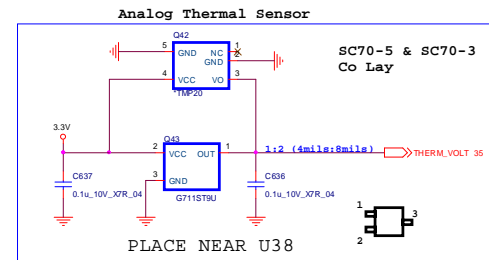 Analog Thermal Sensor
Q42
5 GND NC 1
GND 2
4 VCC VO 3
*TMP20
SC70-5 & SC70-3
Co Lay
3.3V
Q43
2 VCC OUT 1
1:2 (4mils:8mils)
THERM_VOLT 35
3 GND
G711ST9U
C637
0.1u_10V_X7R_04
C636
0.1u_10V_X7R_04
PLACE NEAR U38
1
2
3